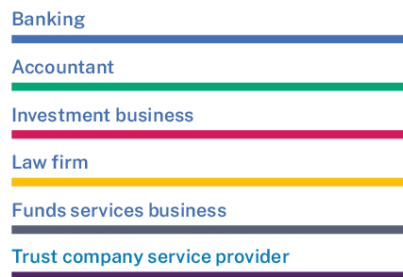 Banking
Accountant
Investment business
Law firm
Funds services business
Trust company service provider